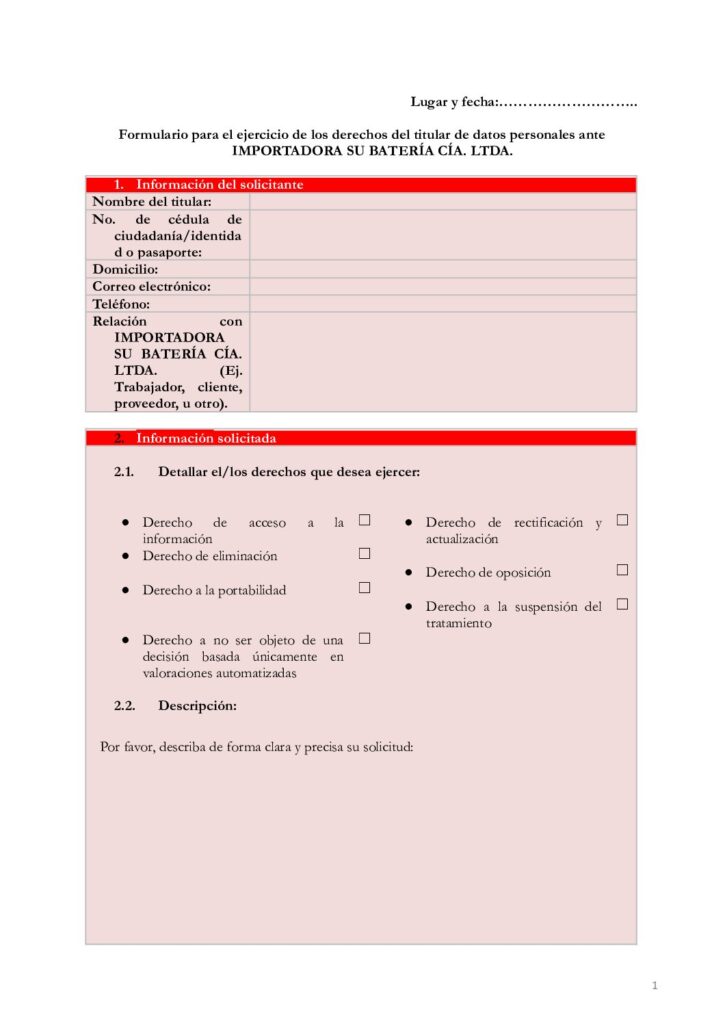 Lugar y fecha:………………………..
Formulario para el ejercicio de los derechos del titular de datos personales ante
IMPORTADORA SU BATERÍA CÍA. LTDA.
1. Información del solicitante
Nombre del titular:
No. de cédula de
ciudadanía/identida
d o pasaporte:
Domicilio:
Correo electrónico:
Teléfono:
Relación con
IMPORTADORA
SU BATERÍA CÍA.
LTDA. (Ej.
Trabajador, cliente,
proveedor, u otro).
2. Información solicitada
2.1. Detallar el/los derechos que desea ejercer:
● Derecho de acceso a la ☐
información
● Derecho de eliminación ☐
● Derecho a la portabilidad ☐
● Derecho a no ser objeto de una ☐
decisión basada únicamente en
valoraciones automatizadas
● Derecho de rectificación y ☐
actualización
● Derecho de oposición ☐
● Derecho a la suspensión del ☐
tratamiento
2.2. Descripción:
Por favor, describa de forma clara y precisa su solicitud:
1